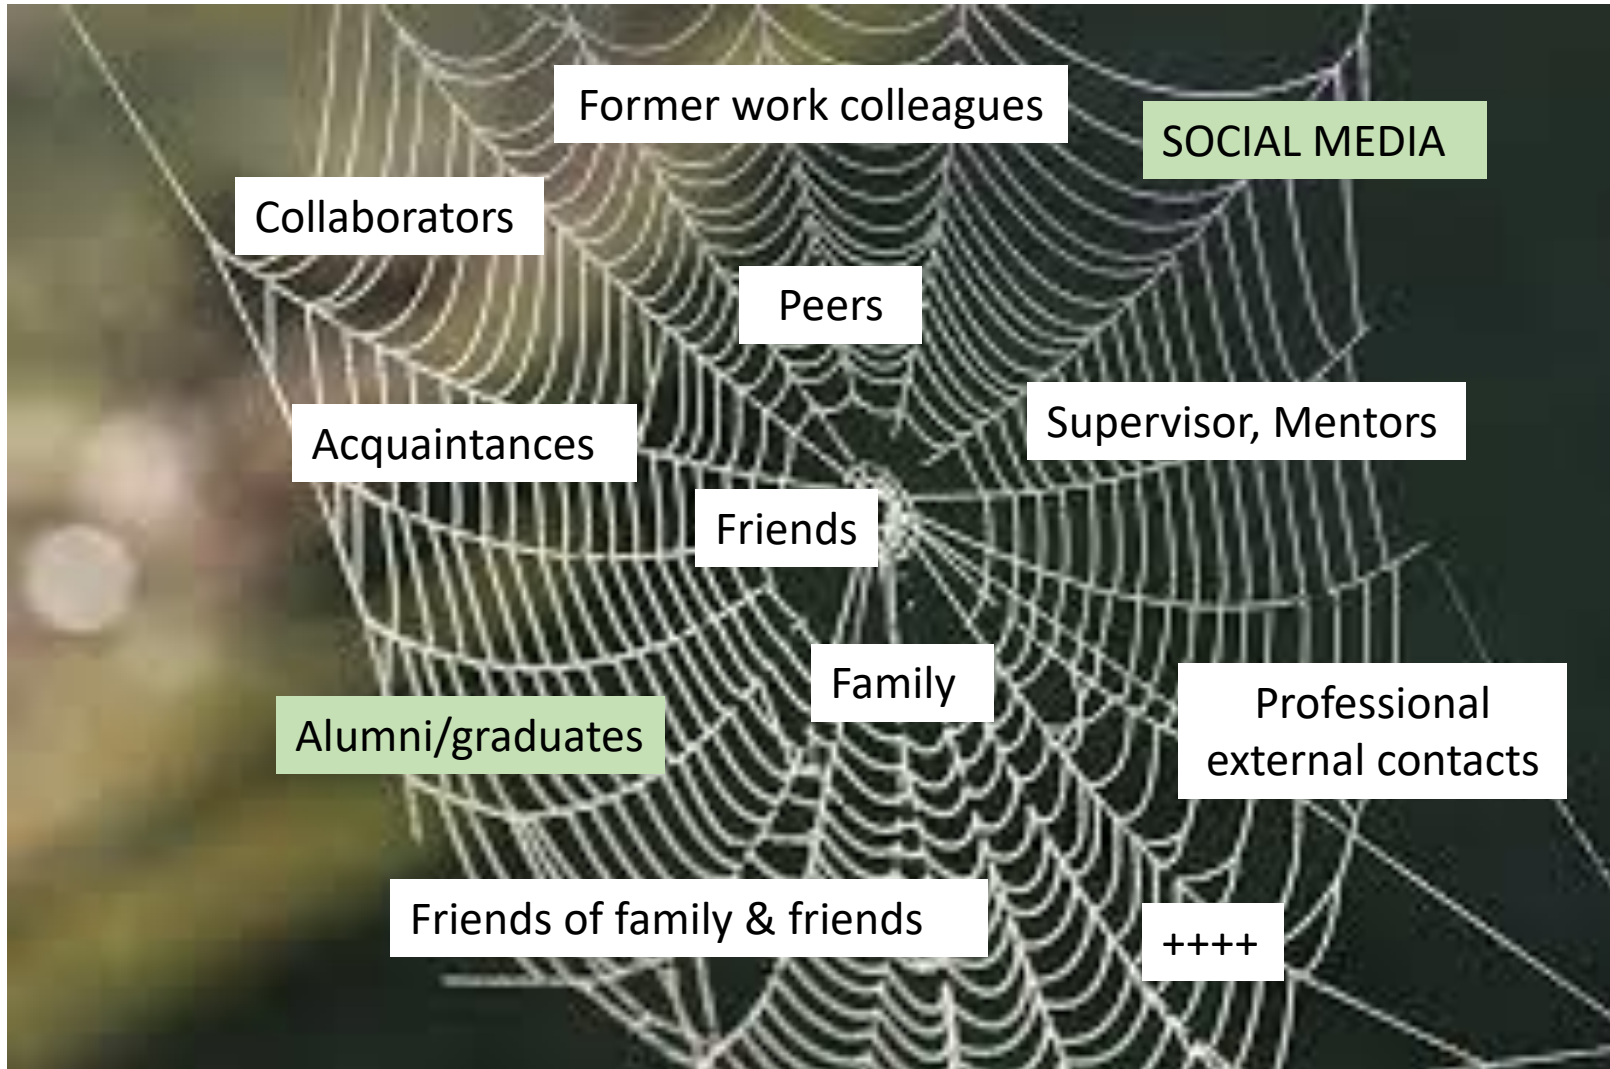 Former work colleagues
SOCIAL MEDIA
Collaborators
Peers
Supervisor, Mentors
Acquaintances
Friends
Family
Professional
external contacts
Alumni/graduates
Friends of family & friends
++++